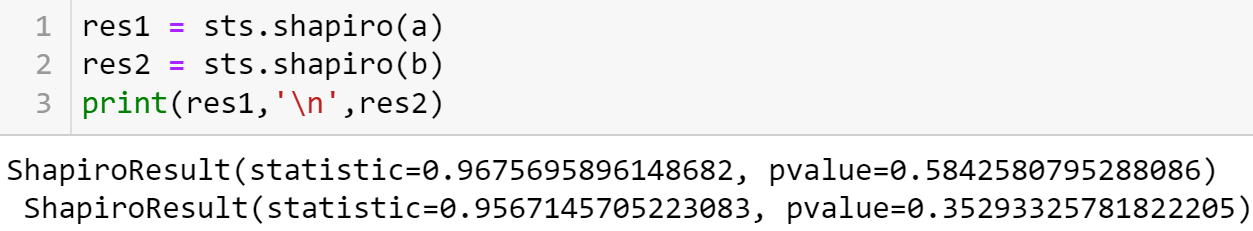 1 res1 = sts.shapiro(a)
2 res2 = sts.shapiro(b)
3 print(res1,'\n',res2)
ShapiroResult(statistic=0.9675695896148682, pvalue=0.5842580795288086)
 ShapiroResult(statistic=0.9567145705223083, pvalue=0.35293325781822205)